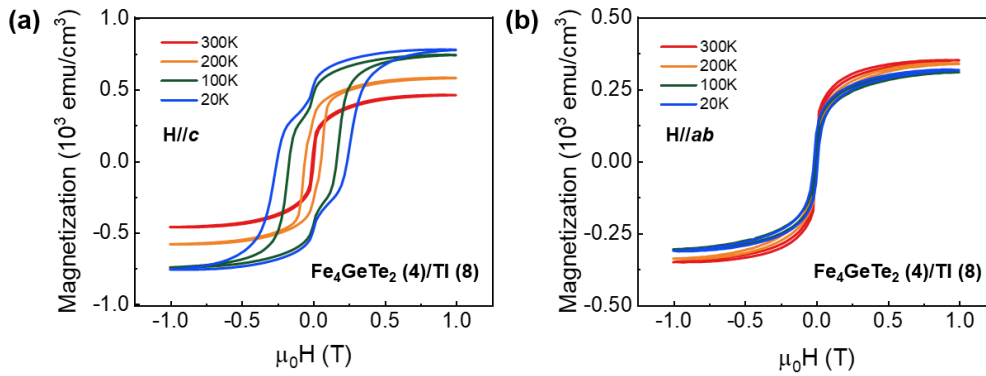 (a)
Magnetization (10³ emu/cm³)
1.0
0.5
0.0
-0.5
-1.0
300K
200K
100K
20K
H//c
Fe₄GeTe₂ (4)/TI (8)
-1.0 -0.5 0.0 0.5 1.0
μ₀H (T)
(b)
Magnetization (10³ emu/cm³)
0.50
0.25
0.00
-0.25
-0.50
300K
200K
100K
20K
H//ab
Fe₄GeTe₂ (4)/TI (8)
-1.0 -0.5 0.0 0.5 1.0
μ₀H (T)